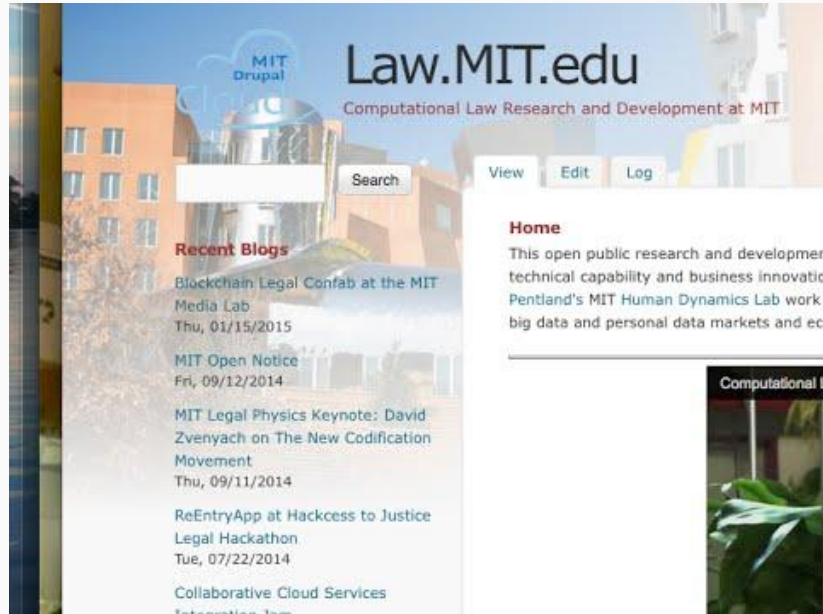 MIT
Drupal
Cloud
Law.MIT.edu
Computational Law Research and Development at MIT
Search
View
Edit
Log
Recent Blogs
Blockchain Legal Confab at the MIT
Media Lab
Thu, 01/15/2015
MIT Open Notice
Fri, 09/12/2014
MIT Legal Physics Keynote: David
Zvenyach on The New Codification
Movement
Thu, 09/11/2014
ReEntryApp at Hackcess to Justice
Legal Hackathon
Tue, 07/22/2014
Collaborative Cloud Services
Integration Jam
Home
This open public research and developmen
technical capability and business innovatio
Pentland's MIT Human Dynamics Lab work
big data and personal data markets and ec
Computational L